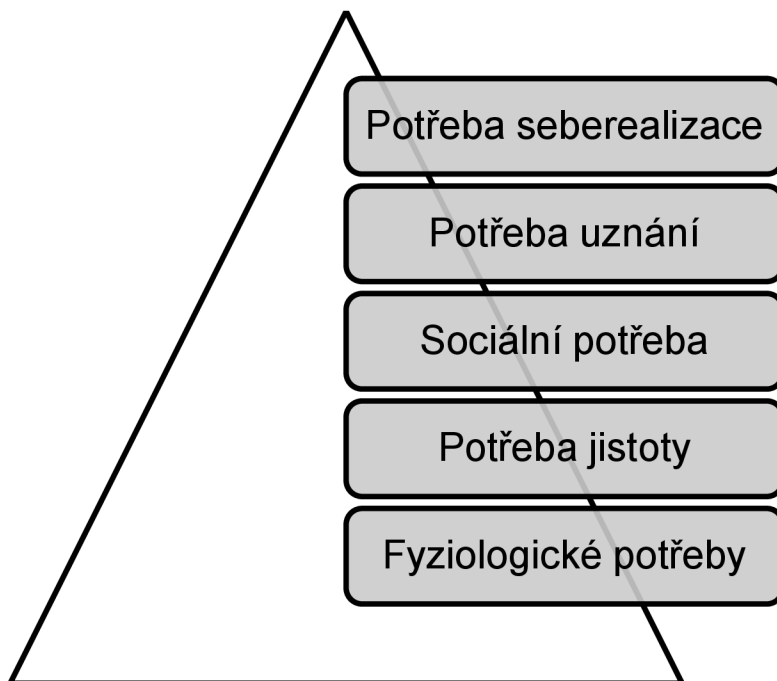 Potřeba seberealizace
Potřeba uznání
Sociální potřeba
Potřeba jistoty
Fyziologické potřeby